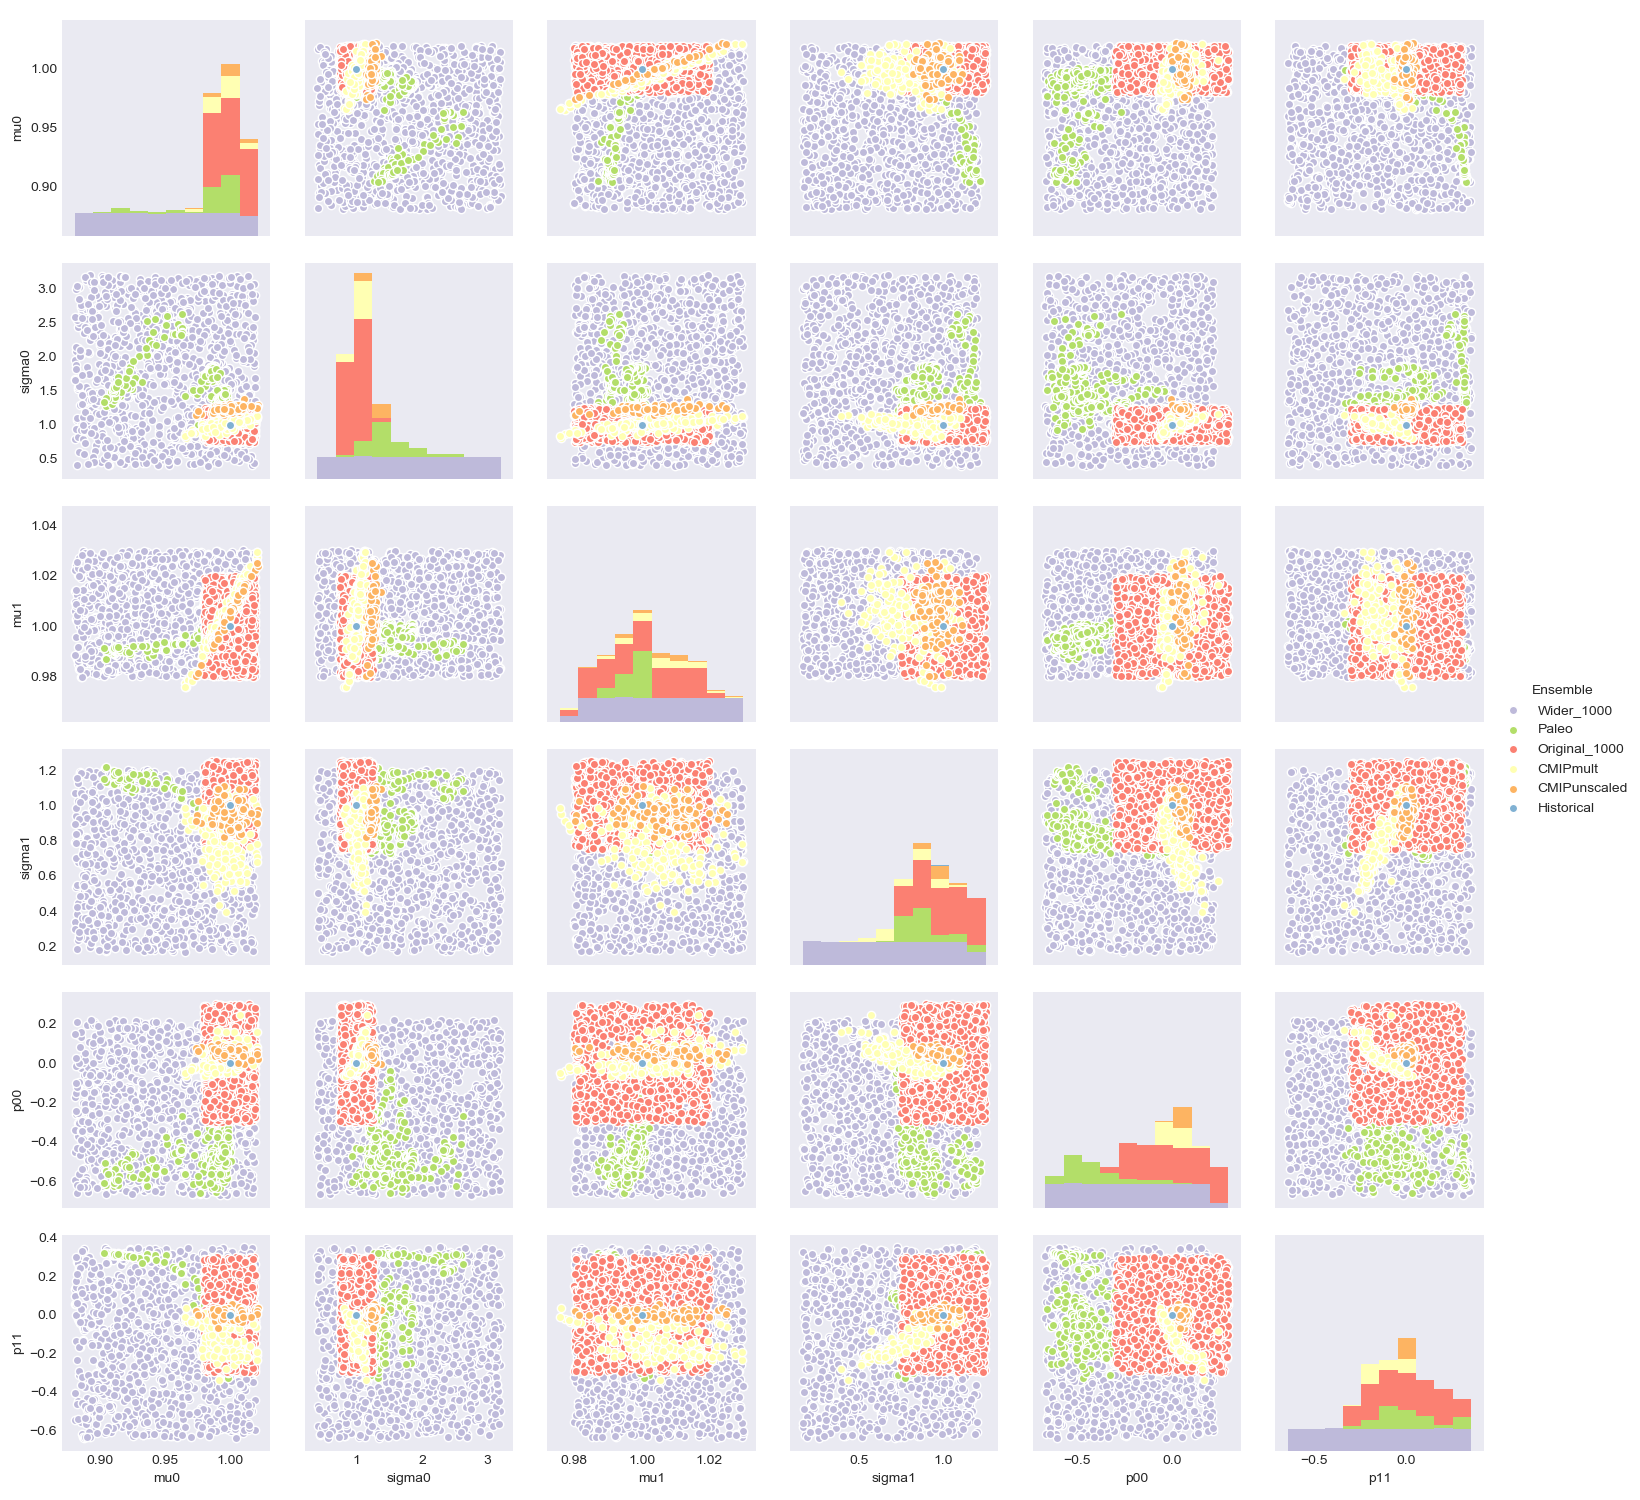 mu0
1.00
0.95
0.90
sigma0
3.0
2.5
2.0
1.5
1.0
0.5
mu1
1.04
1.02
1.00
0.98
Ensemble
Wider_1000
Paleo
Original_1000
CMIPmult
CMIPunscaled
Historical
sigma1
1.2
1.0
0.8
0.6
0.4
0.2
p00
0.2
0.0
−0.2
−0.4
−0.6
p11
0.4
0.2
0.0
−0.2
−0.4
−0.6
0.90 0.95 1.00 1 2 3 0.98 1.00 1.02 0.5 1.0 −0.5 0.0 −0.5 0.0
mu0 sigma0 mu1 sigma1 p00 p11